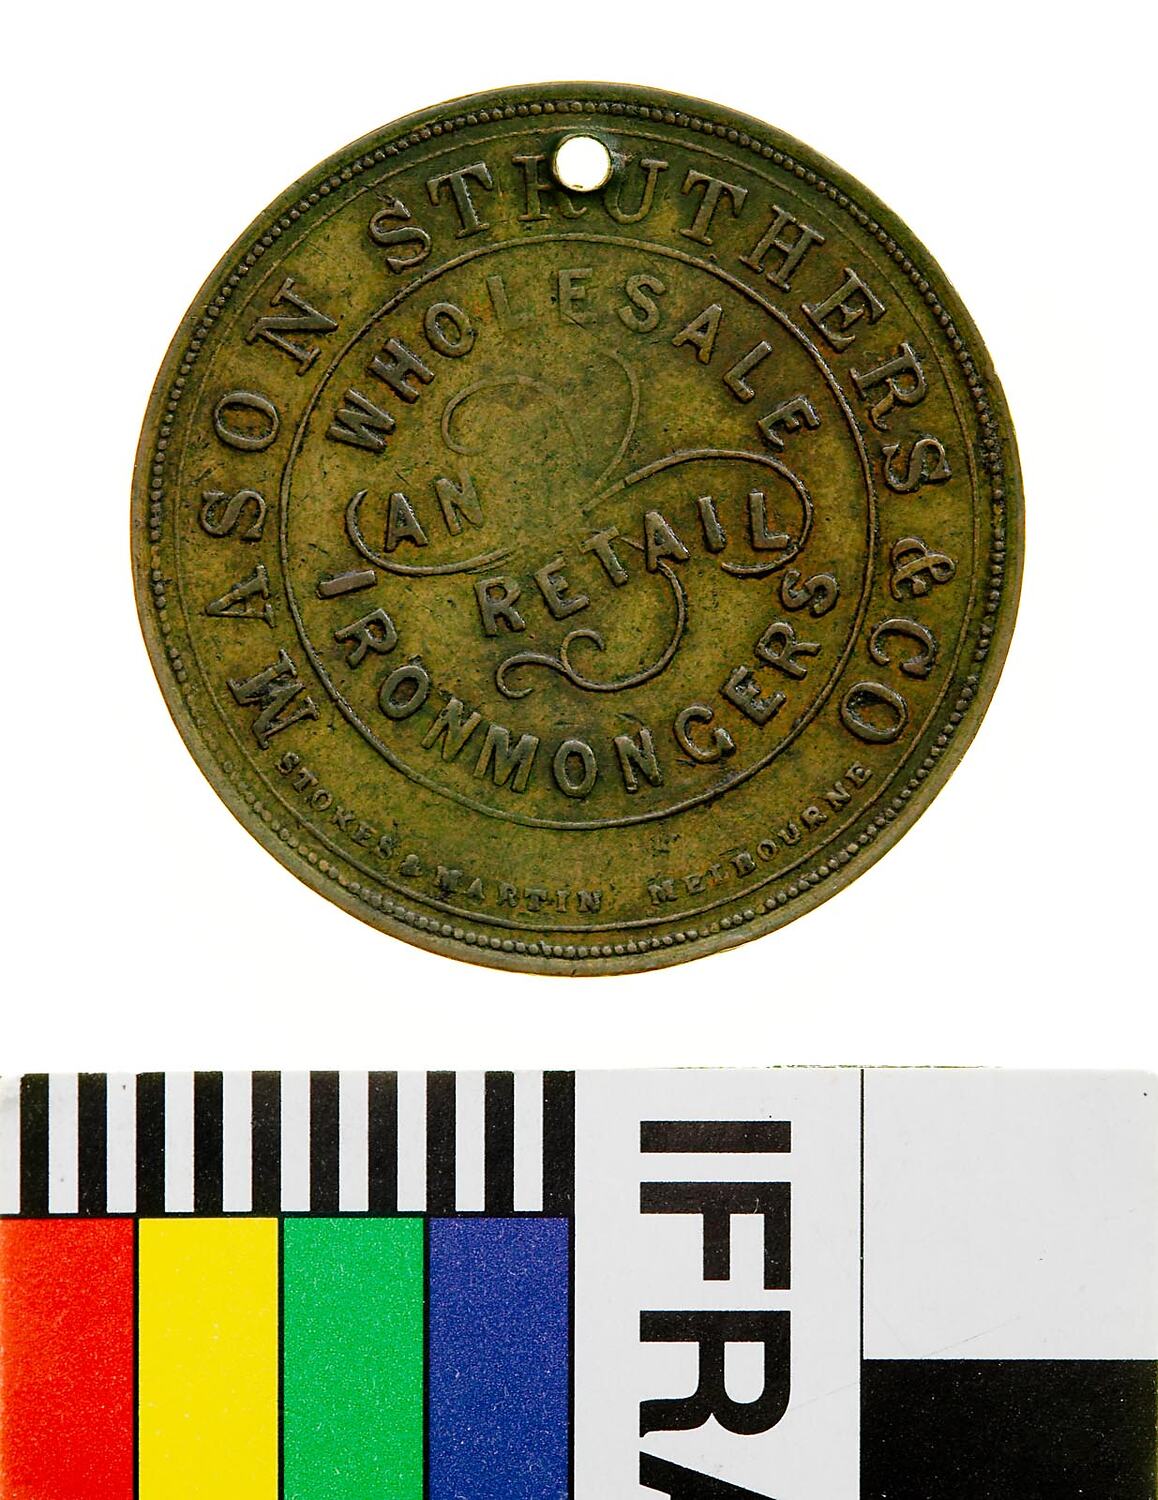 MASON STRUTHERS & CO
WHOLESALE
AN
RETAIL
IRONMONGERS
STOKES & MARTIN MELBOURNE
IFRA